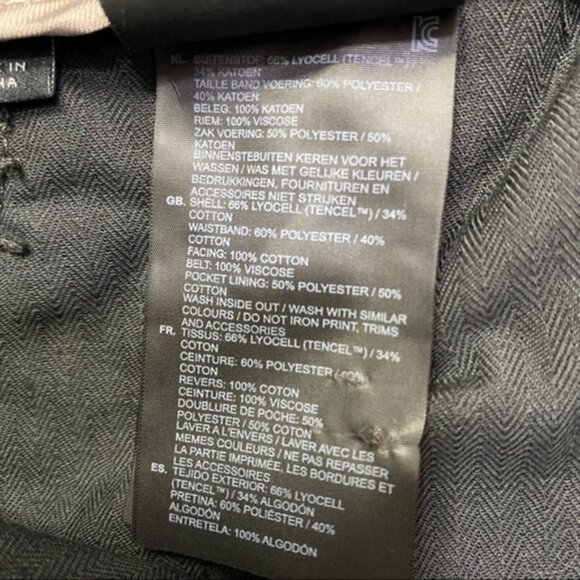 IN
NA
KC
NL. BUITENSTOF: 66% LYOCELL (TENCEL™) /
34% KATOEN
TAILLE BAND VOERING: 60% POLYESTER /
40% KATOEN
BELEG: 100% KATOEN
RIEM: 100% VISCOSE
ZAK VOERING: 50% POLYESTER / 50%
KATOEN
BINNENSTEBUITEN KEREN VOOR HET
WASSEN / WAS MET GELIJKE KLEUREN /
BEDRUKKINGEN, FOURNITUREN EN
ACCESSOIRES NIET STRIJKEN
GB. SHELL: 66% LYOCELL (TENCEL™) / 34%
COTTON
WAISTBAND: 60% POLYESTER / 40%
COTTON
FACING: 100% COTTON
BELT: 100% VISCOSE
POCKET LINING: 50% POLYESTER / 50%
COTTON
WASH INSIDE OUT / WASH WITH SIMILAR
COLOURS / DO NOT IRON PRINT, TRIMS
AND ACCESSORIES
FR. TISSUS: 66% LYOCELL (TENCEL™) / 34%
COTON
CEINTURE: 60% POLYESTER / 40%
COTON
REVERS: 100% COTON
CEINTURE: 100% VISCOSE
DOUBLURE DE POCHE: 50%
POLYESTER / 50% COTON
LAVER A L'ENVERS / LAVER AVEC LES
MEMES COULEURS / NE PAS REPASSER
LA PARTIE IMPRIMÉE, LES BORDURES ET
LES ACCESSOIRES
ES. TEJIDO EXTERIOR: 66% LYOCELL
(TENCEL™) / 34% ALGODÓN
PRETINA: 60% POLIÉSTER / 40%
ALGODÓN
ENTRETELA: 100% ALGODÓN